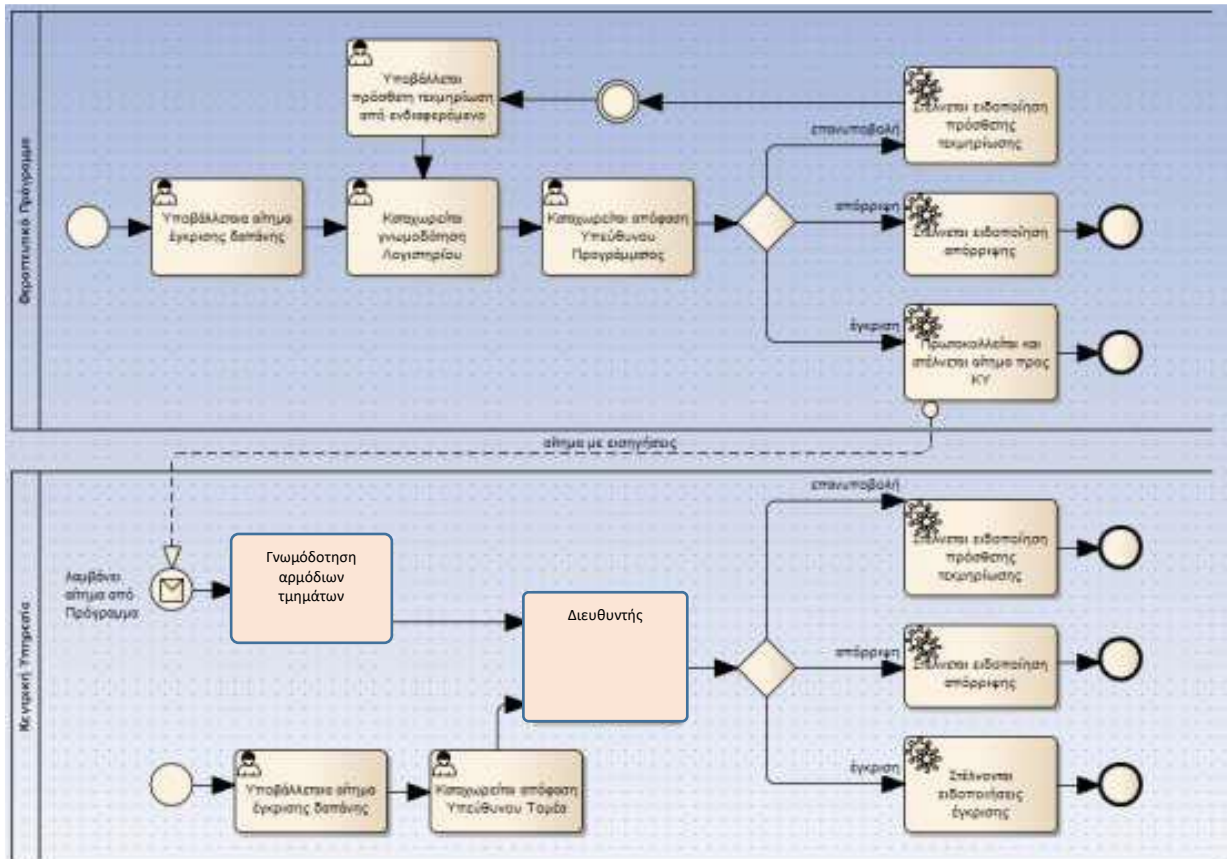 Θεραπευτικό Πρόγραμμα
Υποβάλλεται
πρόσθετη τεκμηρίωση
από ενδιαφερόμενο
Στέλνεται ειδοποίηση
πρόσθετης
τεκμηρίωσης
επανυποβολή
Υποβάλλεται αίτημα
έγκρισης δαπάνης
Καταχωρείται
γνωμοδότηση
Λογιστηρίου
Καταχωρείται απόφαση
Υπεύθυνου
Προγράμματος
απόρριψη
Στέλνεται ειδοποίηση
απόρριψης
έγκριση
Πρωτοκολλείται και
στέλνεται αίτημα προς
ΚΥ
αίτημα με εισηγήσεις
Κεντρική Υπηρεσία
λαμβάνει
αίτημα από
Πρόγραμμα
Γνωμόδοτηση
αρμόδιων
τμημάτων
Διευθυντής
επανυποβολή
Στέλνεται ειδοποίηση
πρόσθετης
τεκμηρίωσης
απόρριψη
Στέλνεται ειδοποίηση
απόρριψης
Υποβάλλεται αίτημα
έγκρισης δαπάνης
Καταχωρείται απόφαση
Υπεύθυνου Τομέα
έγκριση
Στέλνονται
ειδοποιήσεις
έγκρισης